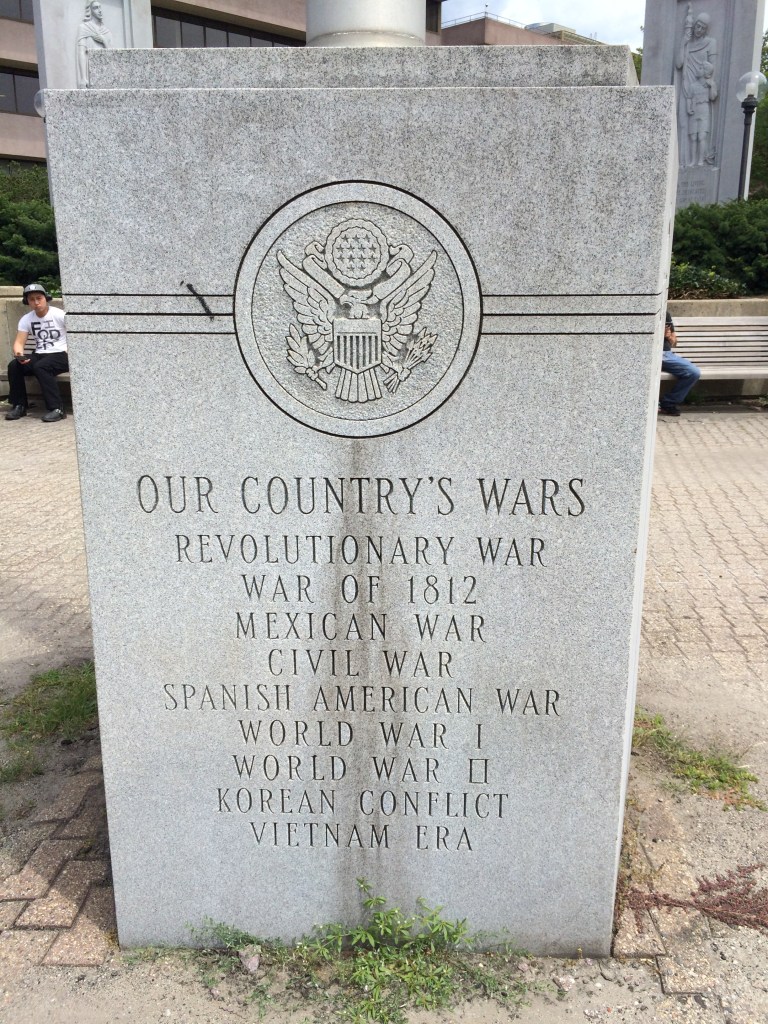 OUR COUNTRY'S WARS
REVOLUTIONARY WAR
WAR OF 1812
MEXICAN WAR
CIVIL WAR
SPANISH AMERICAN WAR
WORLD WAR I
WORLD WAR II
KOREAN CONFLICT
VIETNAM ERA